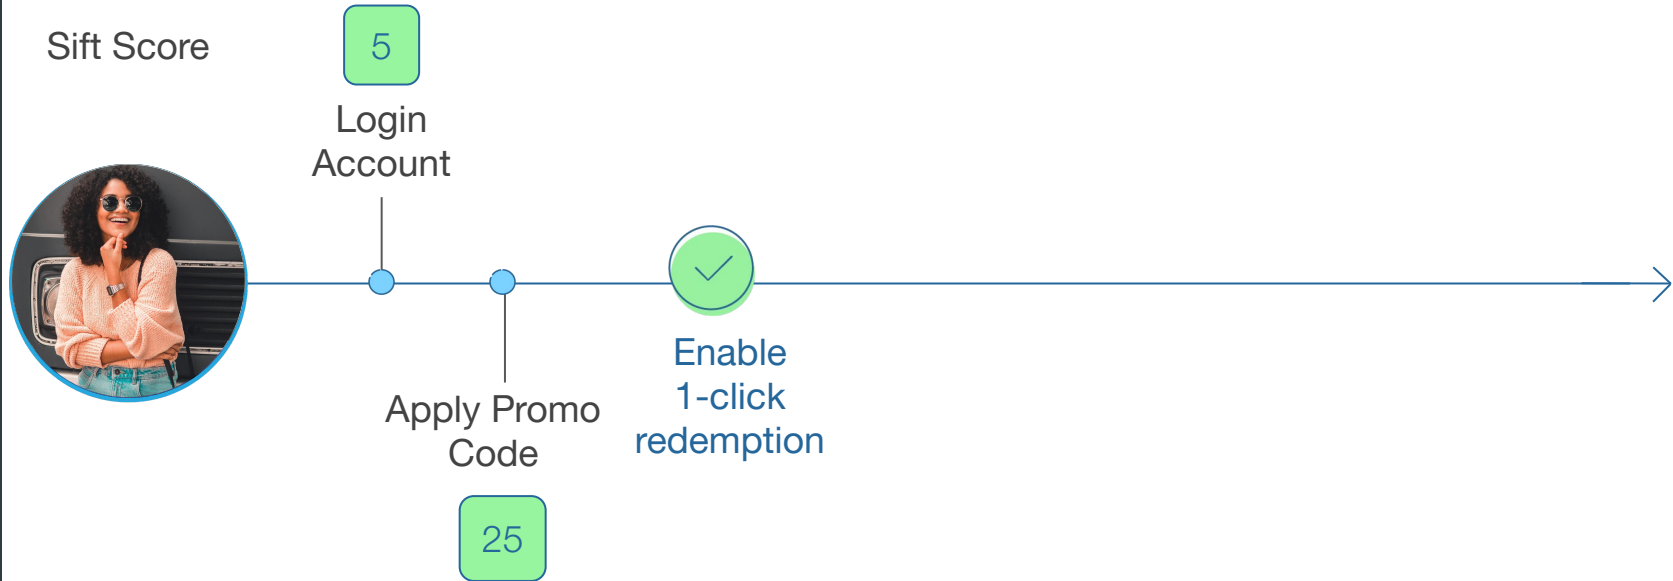 Sift Score
5
Login
Account
Enable
1-click
redemption
Apply Promo
Code
25